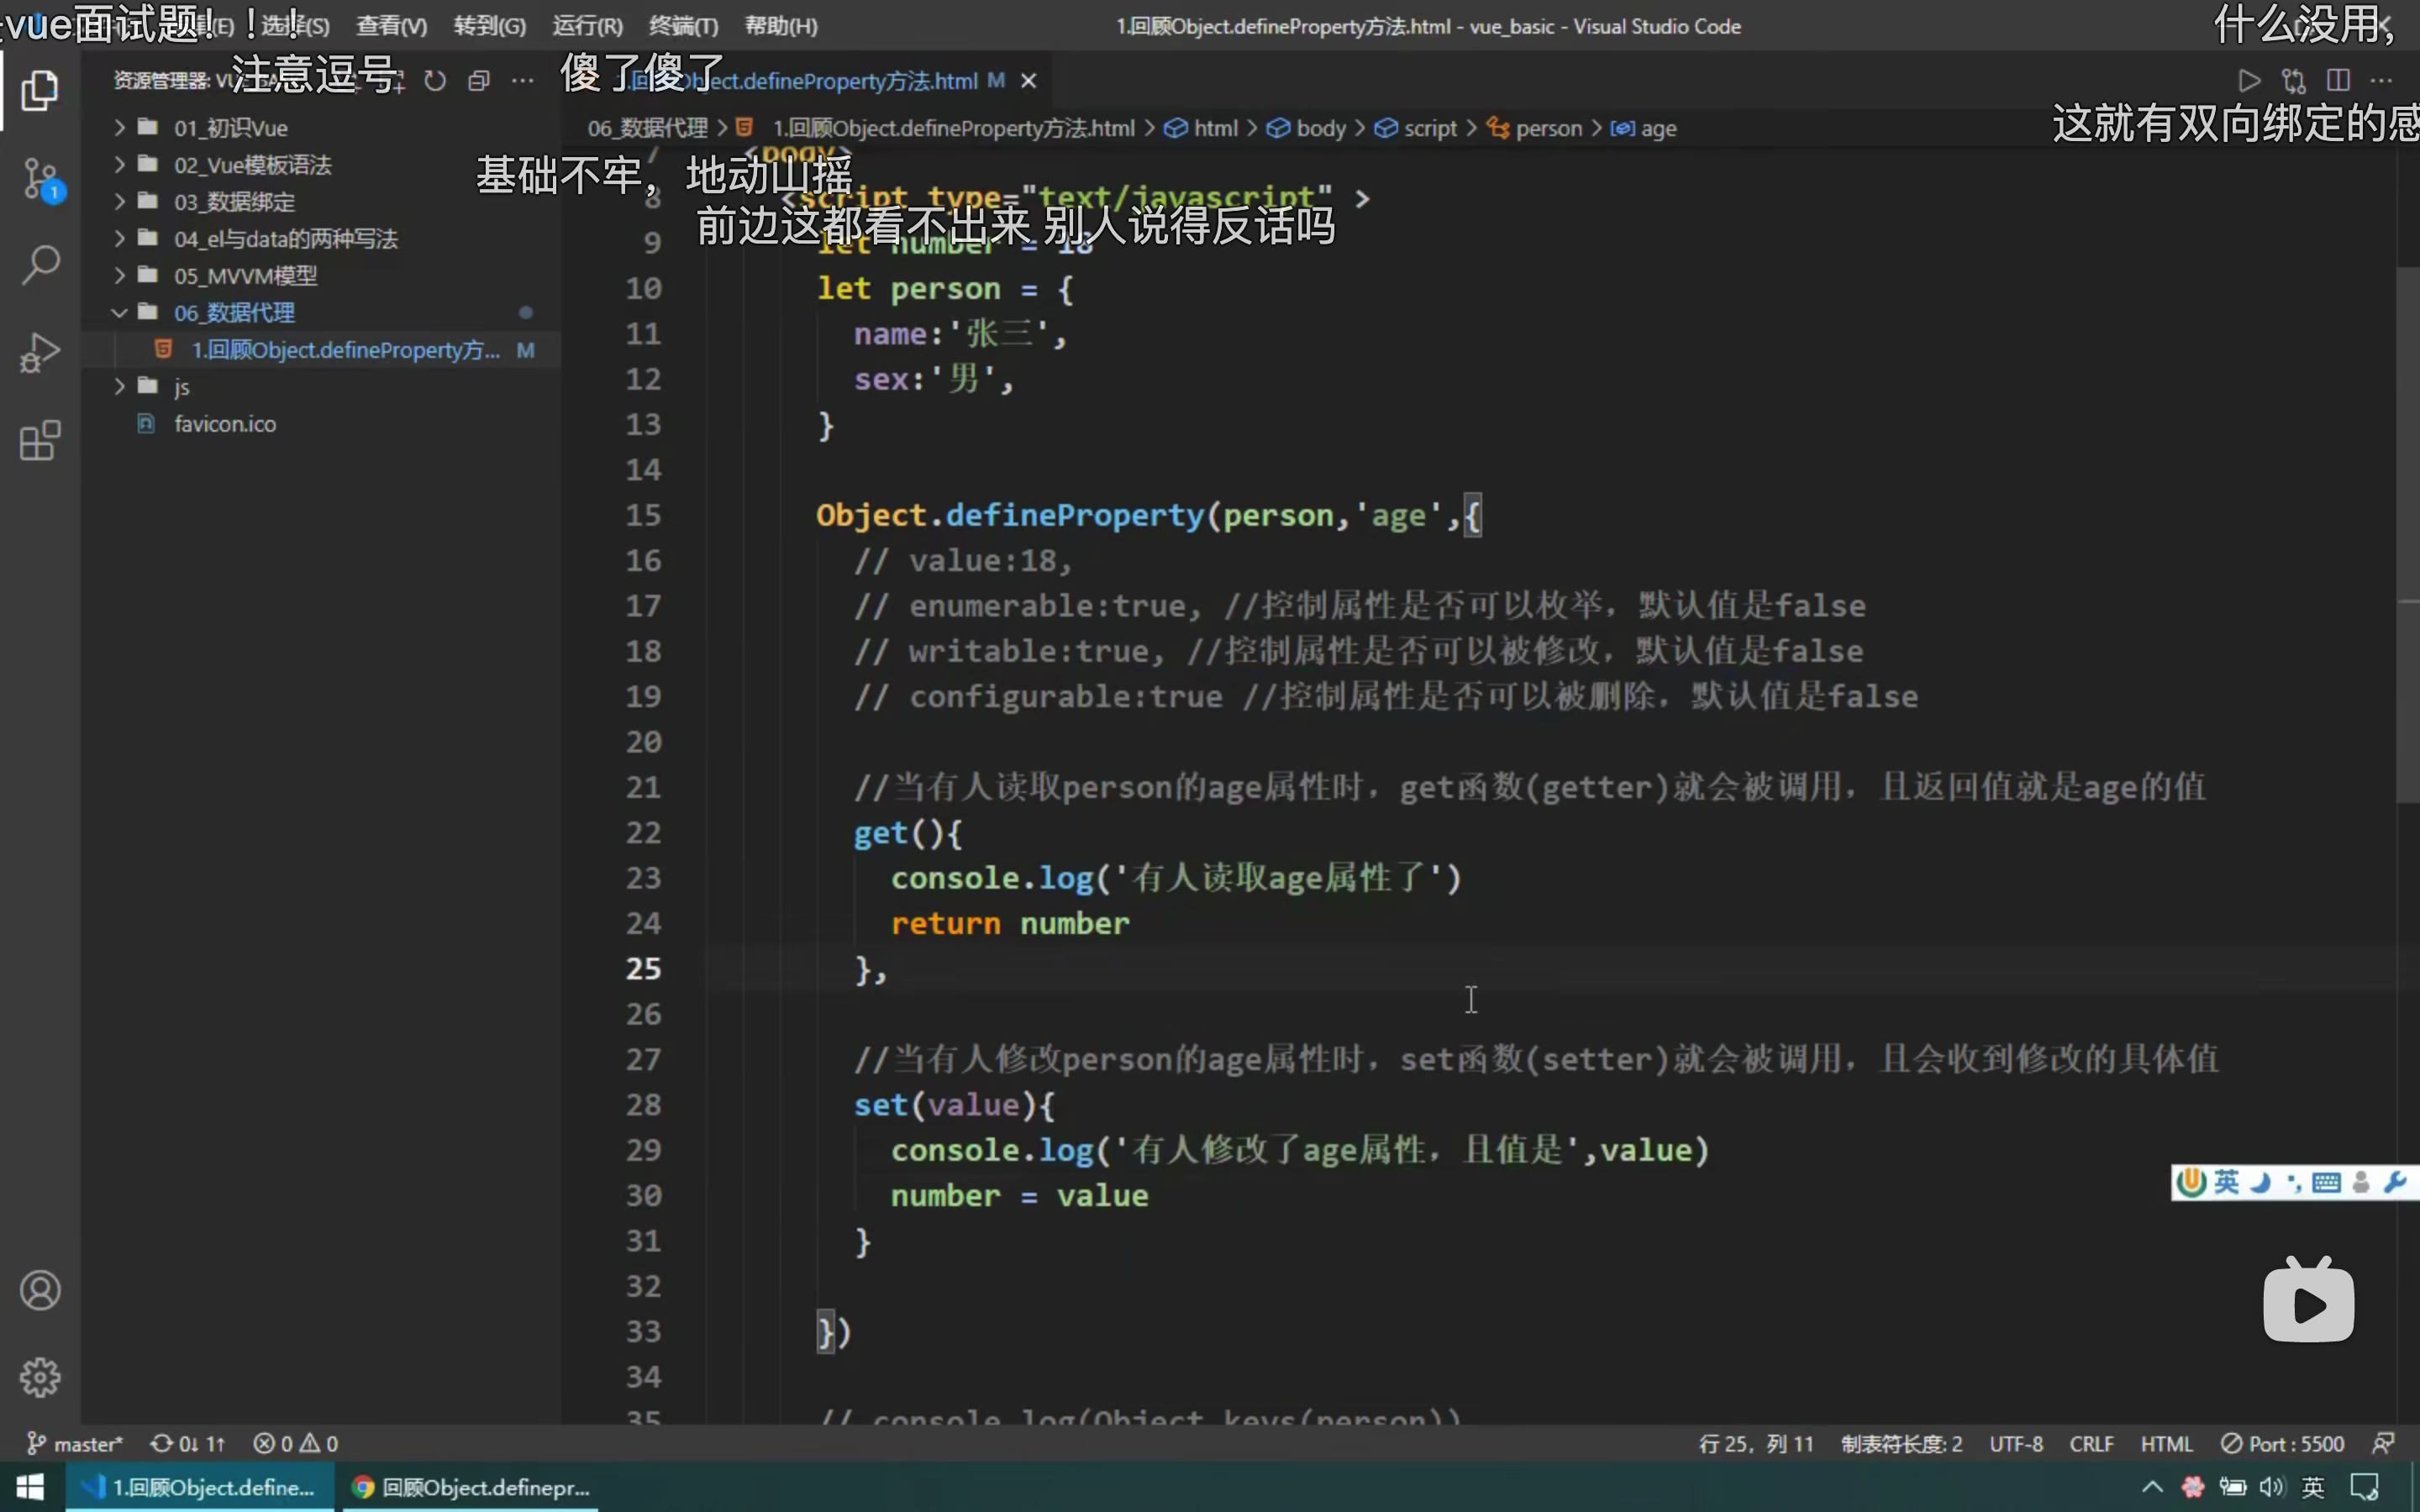 vue面试题！！！
选择(S) 查看(V) 转到(G) 运行(R) 终端(T) 帮助(H)
1.回顾Object.defineProperty方法.html - vue_basic - Visual Studio Code
什么没用，
资源管理器:
注意逗号
傻了傻了
Object.defineProperty方法.html M
这就有双向绑定的感
06_数据代理 > 1.回顾Object.defineProperty方法.html > html > body > script > person > age
基础不牢，地动山摇
前边这都看不出来 别人说得反话吗
01_初识Vue
02_Vue模板语法
03_数据绑定
04_el与data的两种写法
05_MVVM模型
06_数据代理
1.回顾Object.defineProperty方... M
js
favicon.ico
1
7 <body>
8 <script type="text/javascript" >
9 let number = 18
10 let person = {
11 name:'张三',
12 sex:'男',
13 }
14
15 Object.defineProperty(person,'age',{
16 // value:18,
17 // enumerable:true, //控制属性是否可以枚举，默认值是false
18 // writable:true, //控制属性是否可以被修改，默认值是false
19 // configurable:true //控制属性是否可以被删除，默认值是false
20
21 //当有人读取person的age属性时，get函数(getter)就会被调用，且返回值就是age的值
22 get(){
23 console.log('有人读取age属性了')
24 return number
25 },
26
27 //当有人修改person的age属性时，set函数(setter)就会被调用，且会收到修改的具体值
28 set(value){
29 console.log('有人修改了age属性，且值是',value)
30 number = value
31 }
32
33 })
34
35 // console.log(Object.keys(person))
英
master* 0↓ 1↑ 0 0
行 25，列 11 制表符长度: 2 UTF-8 CRLF HTML Port : 5500
1.回顾Object.define... 回顾Object.definepr...
英